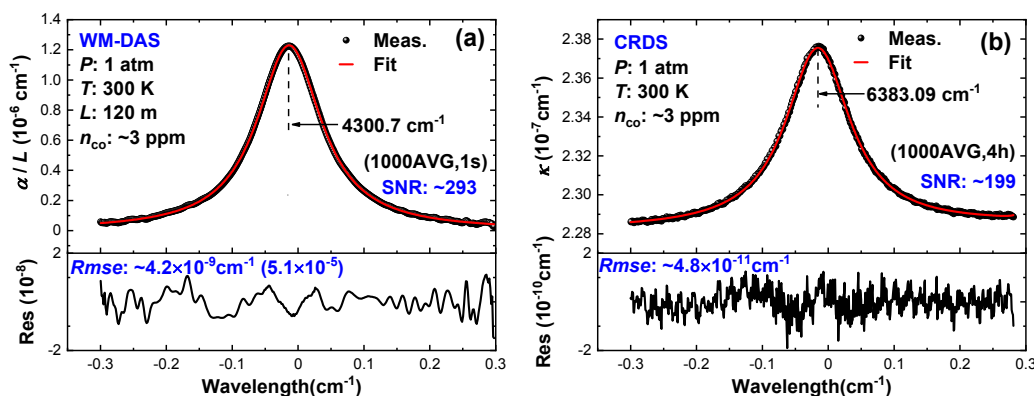 WM-DAS
P: 1 atm
T: 300 K
L: 120 m
nco: ~3 ppm
(a)
Meas.
Fit
4300.7 cm-1
(1000AVG,1s)
SNR: ~293
α / L (10-6 cm-1)
1.4
1.2
1.0
0.8
0.6
0.4
0.2
0
Rmse: ~4.2×10-9cm-1 (5.1×10-5)
Res (10-8)
2
-2
-0.3 -0.2 -0.1 0 0.1 0.2 0.3
Wavelength(cm-1)
CRDS
P: 1 atm
T: 300 K
nco: ~3 ppm
(b)
Meas.
Fit
6383.09 cm-1
(1000AVG,4h)
SNR: ~199
κ (10-7cm-1)
2.38
2.36
2.34
2.32
2.30
2.28
Rmse: ~4.8×10-11cm-1
Res (10-10cm-1)
2
-2
-0.3 -0.2 -0.1 0 0.1 0.2 0.3
Wavelength(cm-1)